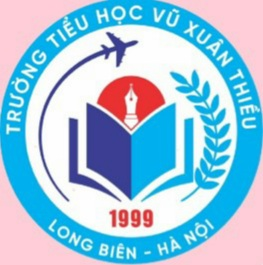 TRƯỜNG TIỂU HỌC VŨ XUÂN THIỀU
1999
LONG BIÊN - HÀ NỘI